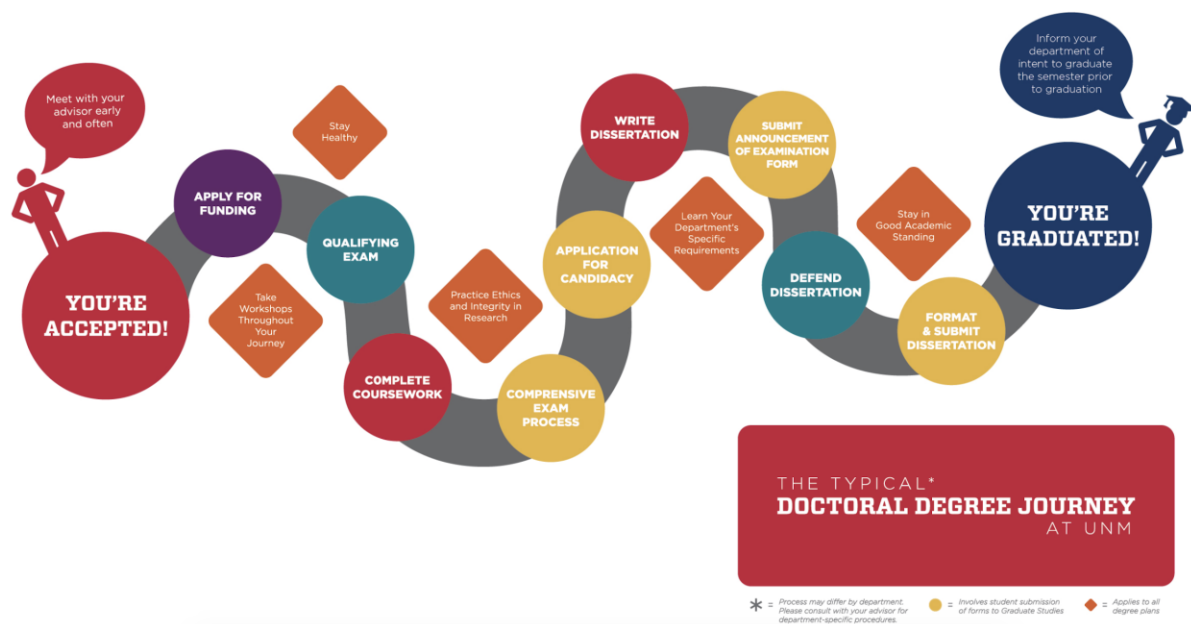 Meet with your
advisor early
and often
YOU'RE
ACCEPTED!
APPLY FOR
FUNDING
Take
Workshops
Throughout
Your
Journey
Stay
Healthy
QUALIFYING
EXAM
COMPLETE
COURSEWORK
Practice Ethics
and Integrity in
Research
COMPRENSIVE
EXAM
PROCESS
APPLICATION
FOR
CANDIDACY
WRITE
DISSERTATION
Learn Your
Department's
Specific
Requirements
SUBMIT
ANNOUNCEMENT
OF EXAMINATION
FORM
DEFEND
DISSERTATION
Stay in
Good Academic
Standing
FORMAT
& SUBMIT
DISSERTATION
Inform your
department of
intent to graduate
the semester prior
to graduation
YOU'RE
GRADUATED!
THE TYPICAL*
DOCTORAL DEGREE JOURNEY
AT UNM
* = Process may differ by department.
Please consult with your advisor for
department-specific procedures.
= Involves student submission
of forms to Graduate Studies
= Applies to all
degree plans